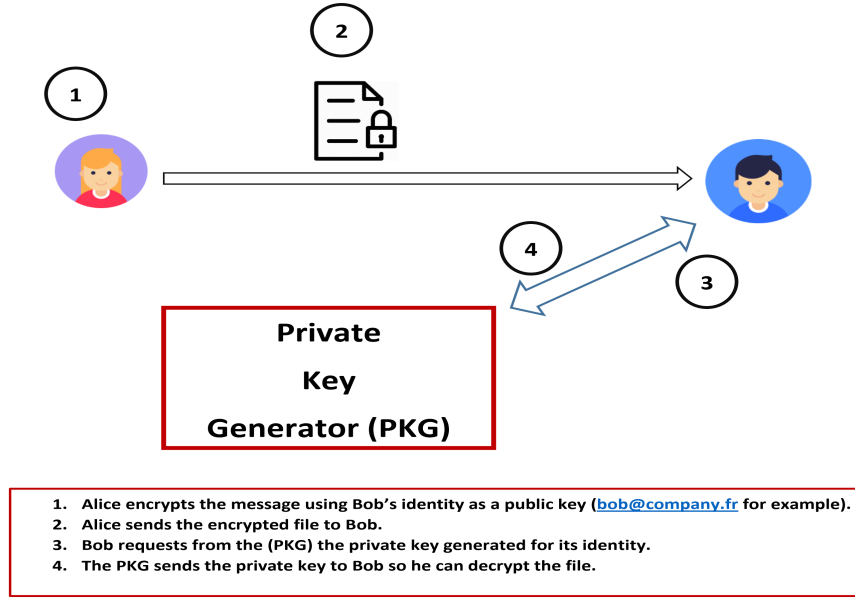 2
1
4
3
Private
Key
Generator (PKG)
1. Alice encrypts the message using Bob’s identity as a public key (bob@company.fr for example).
2. Alice sends the encrypted file to Bob.
3. Bob requests from the (PKG) the private key generated for its identity.
4. The PKG sends the private key to Bob so he can decrypt the file.